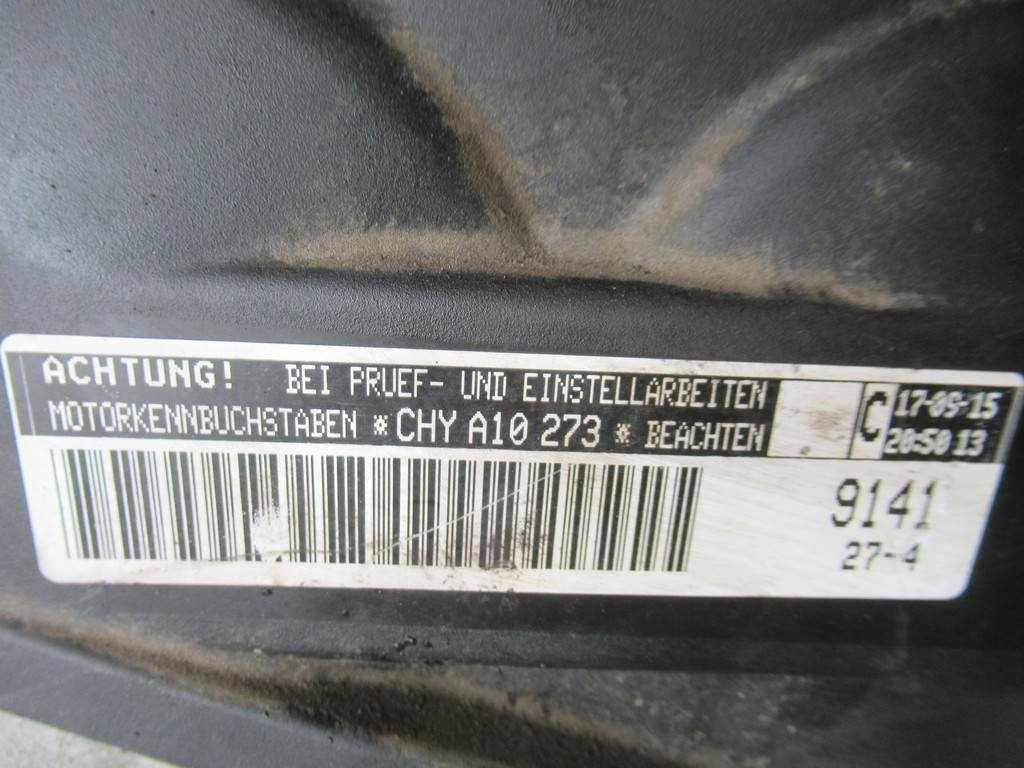 ACHTUNG! BEI PRUEF- UND EINSTELLARBEITEN
MOTORKENNBUCHSTABEN *CHY A10 273 * BEACHTEN
C
17-09-15
20:50 13
9141
27-4